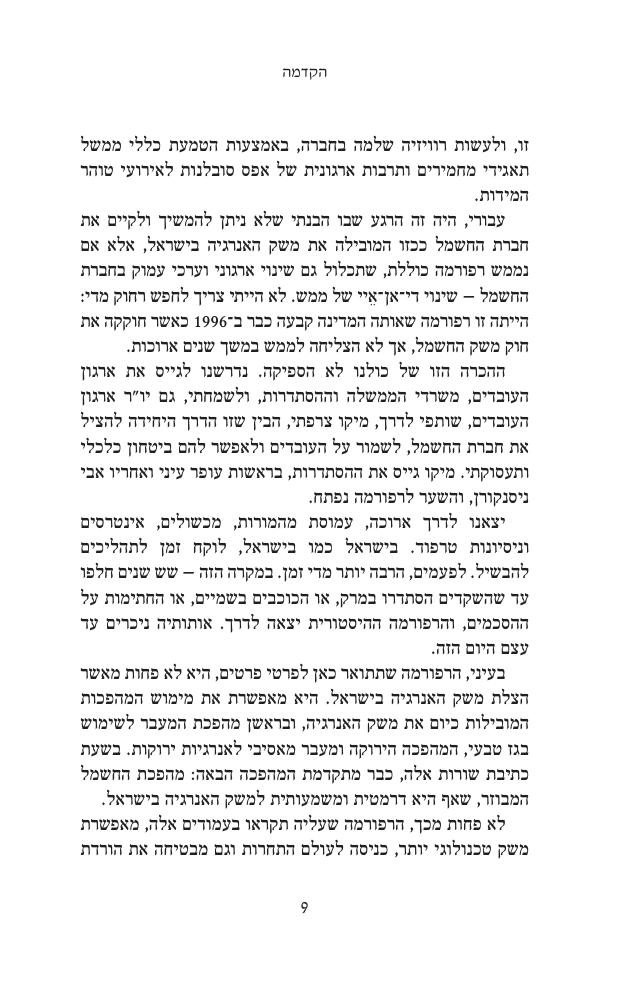 הקדמה
זו, ולעשות רוויזיה שלמה בחברה, באמצעות הטמעת כללי ממשל
תאגידי מחמירים ותרבות ארגונית של אפס סובלנות לאירועי טוהר
המידות.
עבורי, היה זה הרגע שבו הבנתי שלא ניתן להמשיך ולקיים את
חברת החשמל ככזו המובילה את משק האנרגיה בישראל, אלא אם
נממש רפורמה כוללת, שתכלול גם שינוי ארגוני וערכי עמוק בחברת
החשמל – שינוי די־אן־אֵיי של ממש. לא הייתי צריך לחפש רחוק מדי:
הייתה זו רפורמה שאותה המדינה קבעה כבר ב־1996 כאשר חוקקה את
חוק משק החשמל, אך לא הצליחה לממש במשך שנים ארוכות.
ההכרה הזו של כולנו לא הספיקה. נדרשנו לגייס את ארגון
העובדים, משרדי הממשלה וההסתדרות, ולשמחתי, גם יו"ר ארגון
העובדים, שותפי לדרך, מיקו צרפתי, הבין שזו הדרך היחידה להציל
את חברת החשמל, לשמור על העובדים ולאפשר להם ביטחון כלכלי
ותעסוקתי. מיקו גייס את ההסתדרות, בראשות עופר עיני ואחריו אבי
ניסנקורן, והשער לרפורמה נפתח.
יצאנו לדרך ארוכה, עמוסת מהמורות, מכשולים, אינטרסים
וניסיונות טרפוד. בישראל כמו בישראל, לוקח זמן לתהליכים
להבשיל. לפעמים, הרבה יותר מדי זמן. במקרה הזה – שש שנים חלפו
עד שהשקדים הסתדרו במרק, או הכוכבים בשמיים, או החתימות על
ההסכמים, והרפורמה ההיסטורית יצאה לדרך. אותותיה ניכרים עד
עצם היום הזה.
בעיני, הרפורמה שתתואר כאן לפרטי פרטים, היא לא פחות מאשר
הצלת משק האנרגיה בישראל. היא מאפשרת את מימוש המהפכות
המובילות כיום את משק האנרגיה, ובראשן מהפכת המעבר לשימוש
בגז טבעי, המהפכה הירוקה ומעבר מאסיבי לאנרגיות ירוקות. בשעת
כתיבת שורות אלה, כבר מתקדמת המהפכה הבאה: מהפכת החשמל
המבוזר, שאף היא דרמטית ומשמעותית למשק האנרגיה בישראל.
לא פחות מכך, הרפורמה שעליה תקראו בעמודים אלה, מאפשרת
משק טכנולוגי יותר, כניסה לעולם התחרות וגם מבטיחה את הורדת
9